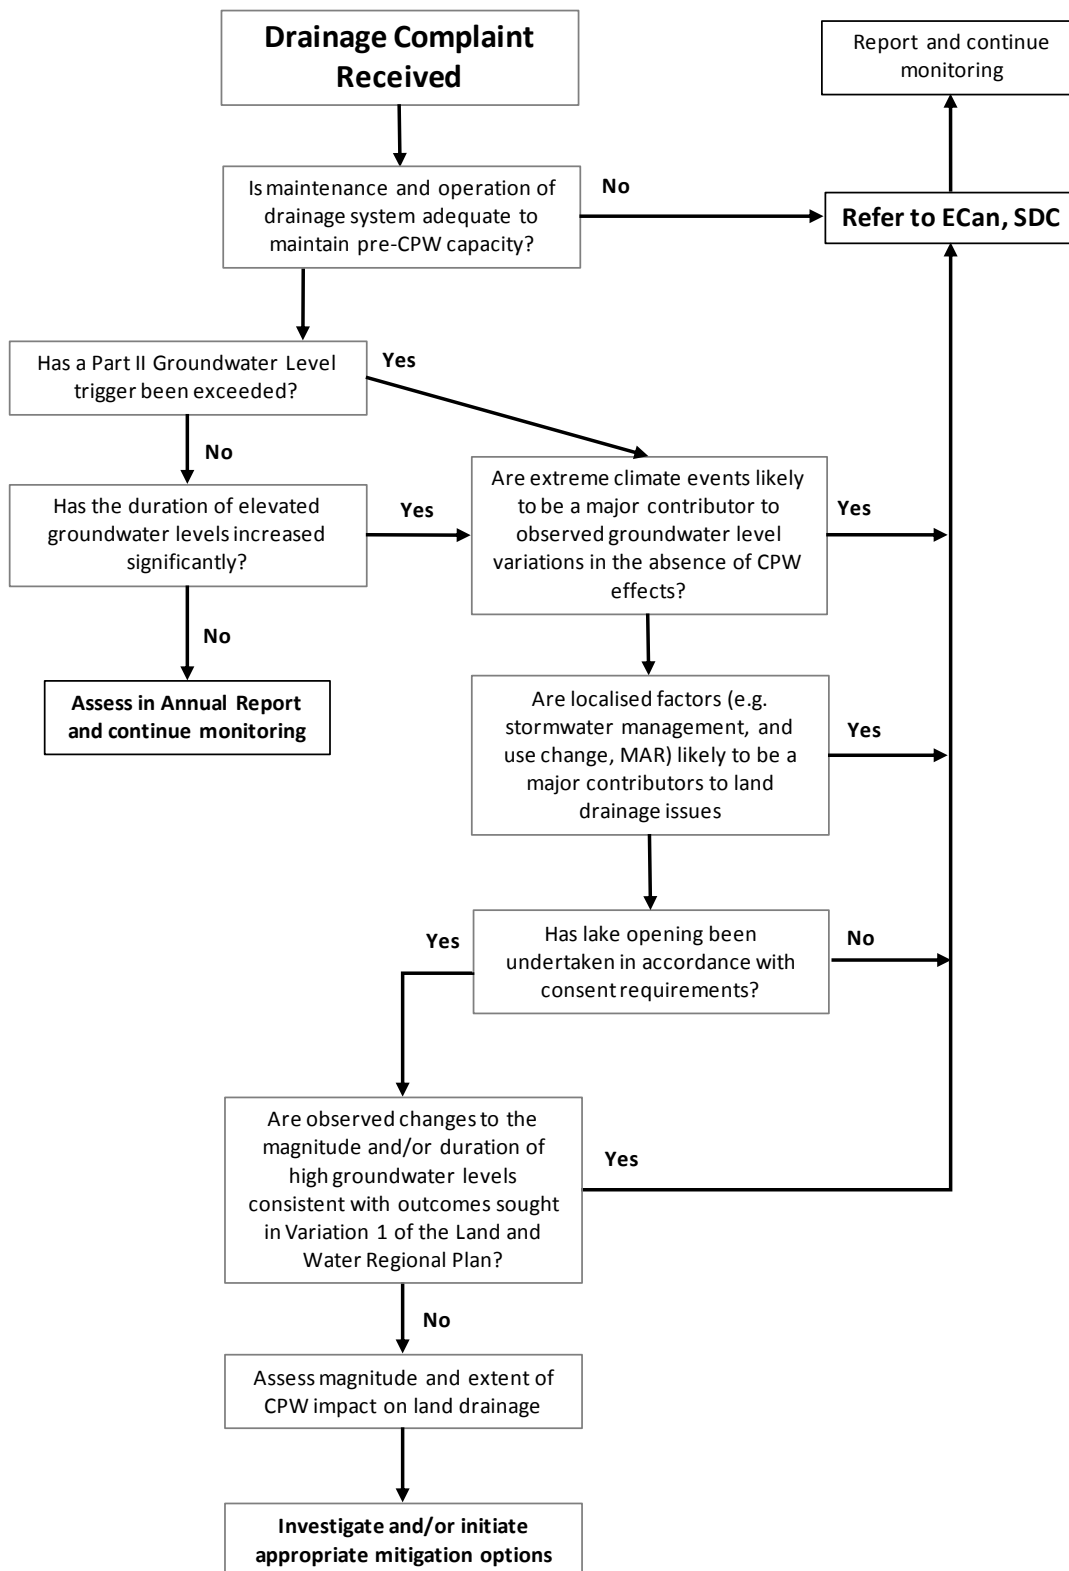 Drainage Complaint
Received
Report and continue
monitoring
Is maintenance and operation of
drainage system adequate to
maintain pre-CPW capacity?
No
Refer to ECan, SDC
Has a Part II Groundwater Level
trigger been exceeded?
Yes
No
Has the duration of elevated
groundwater levels increased
significantly?
Yes
Are extreme climate events likely
to be a major contributor to
observed groundwater level
variations in the absence of CPW
effects?
Yes
No
Assess in Annual Report
and continue monitoring
Are localised factors (e.g.
stormwater management, and
use change, MAR) likely to be a
major contributors to land
drainage issues
Yes
Yes
Has lake opening been
undertaken in accordance with
consent requirements?
No
Are observed changes to the
magnitude and/or duration of
high groundwater levels
consistent with outcomes sought
in Variation 1 of the Land and
Water Regional Plan?
Yes
No
Assess magnitude and extent of
CPW impact on land drainage
Investigate and/or initiate
appropriate mitigation options